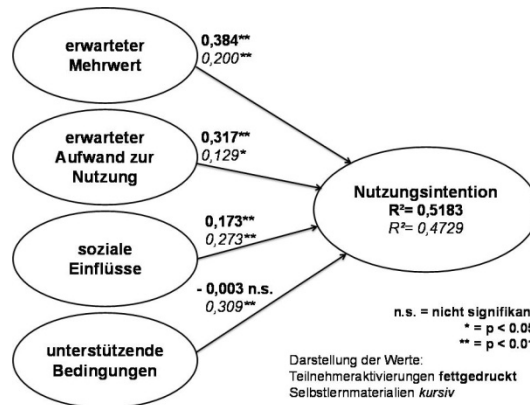 erwarteter
Mehrwert
0,384**
0,200**
erwarteter
Aufwand zur
Nutzung
0,317**
0,129*
soziale
Einflüsse
0,173**
0,273**
unterstützende
Bedingungen
- 0,003 n.s.
0,309**
Nutzungsintention
R²= 0,5183
R²= 0,4729
n.s. = nicht signifikan
* = p < 0.05
** = p < 0.01
Darstellung der Werte:
Teilnehmeraktivierungen fettgedruckt
Selbstlernmaterialien kursiv